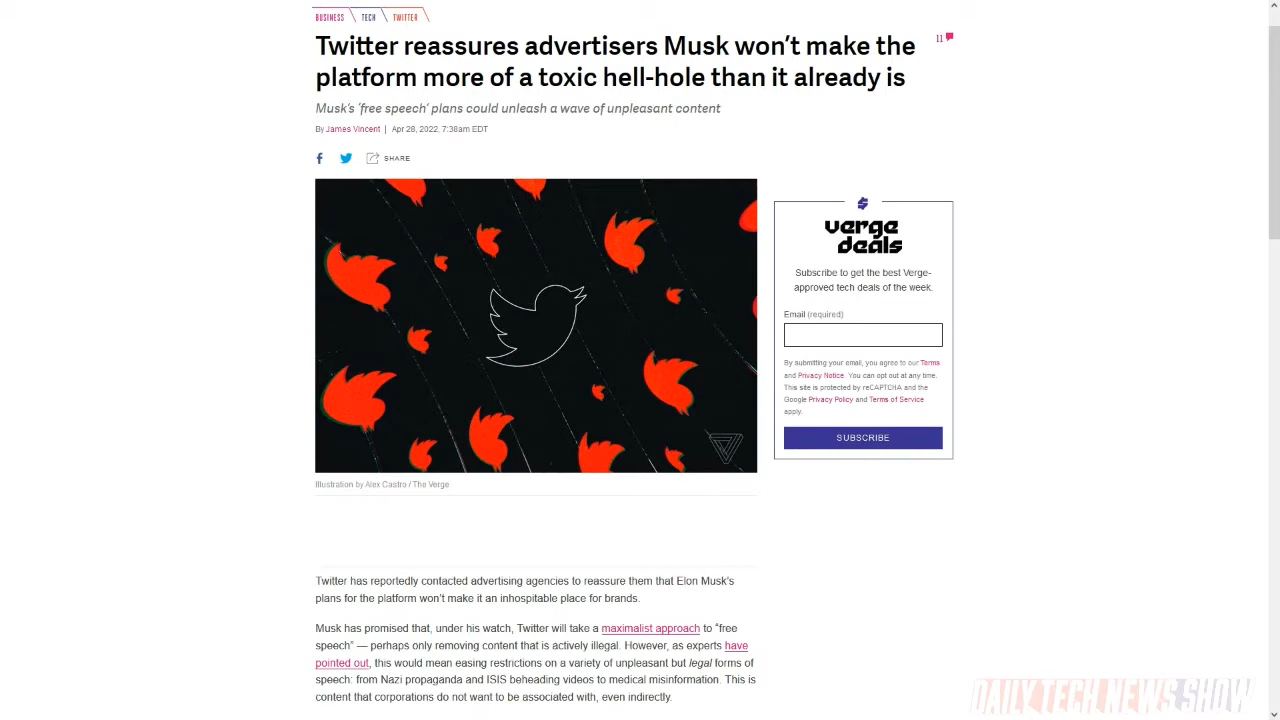 BUSINESS TECH TWITTER
Twitter reassures advertisers Musk won't make the
platform more of a toxic hell-hole than it already is
11
Musk's 'free speech' plans could unleash a wave of unpleasant content
By James Vincent | Apr 28, 2022, 7:38am EDT
SHARE
Illustration by Alex Castro / The Verge
verge
deals
Subscribe to get the best Verge-
approved tech deals of the week.
Email (required)
By submitting your email, you agree to our Terms
and Privacy Notice. You can opt out at any time.
This site is protected by reCAPTCHA and the
Google Privacy Policy and Terms of Service
apply.
SUBSCRIBE
Twitter has reportedly contacted advertising agencies to reassure them that Elon Musk's
plans for the platform won't make it an inhospitable place for brands.
Musk has promised that, under his watch, Twitter will take a maximalist approach to “free
speech” — perhaps only removing content that is actively illegal. However, as experts have
pointed out, this would mean easing restrictions on a variety of unpleasant but legal forms of
speech: from Nazi propaganda and ISIS beheading videos to medical misinformation. This is
content that corporations do not want to be associated with, even indirectly.
DAILY TECH NEWS SHOW